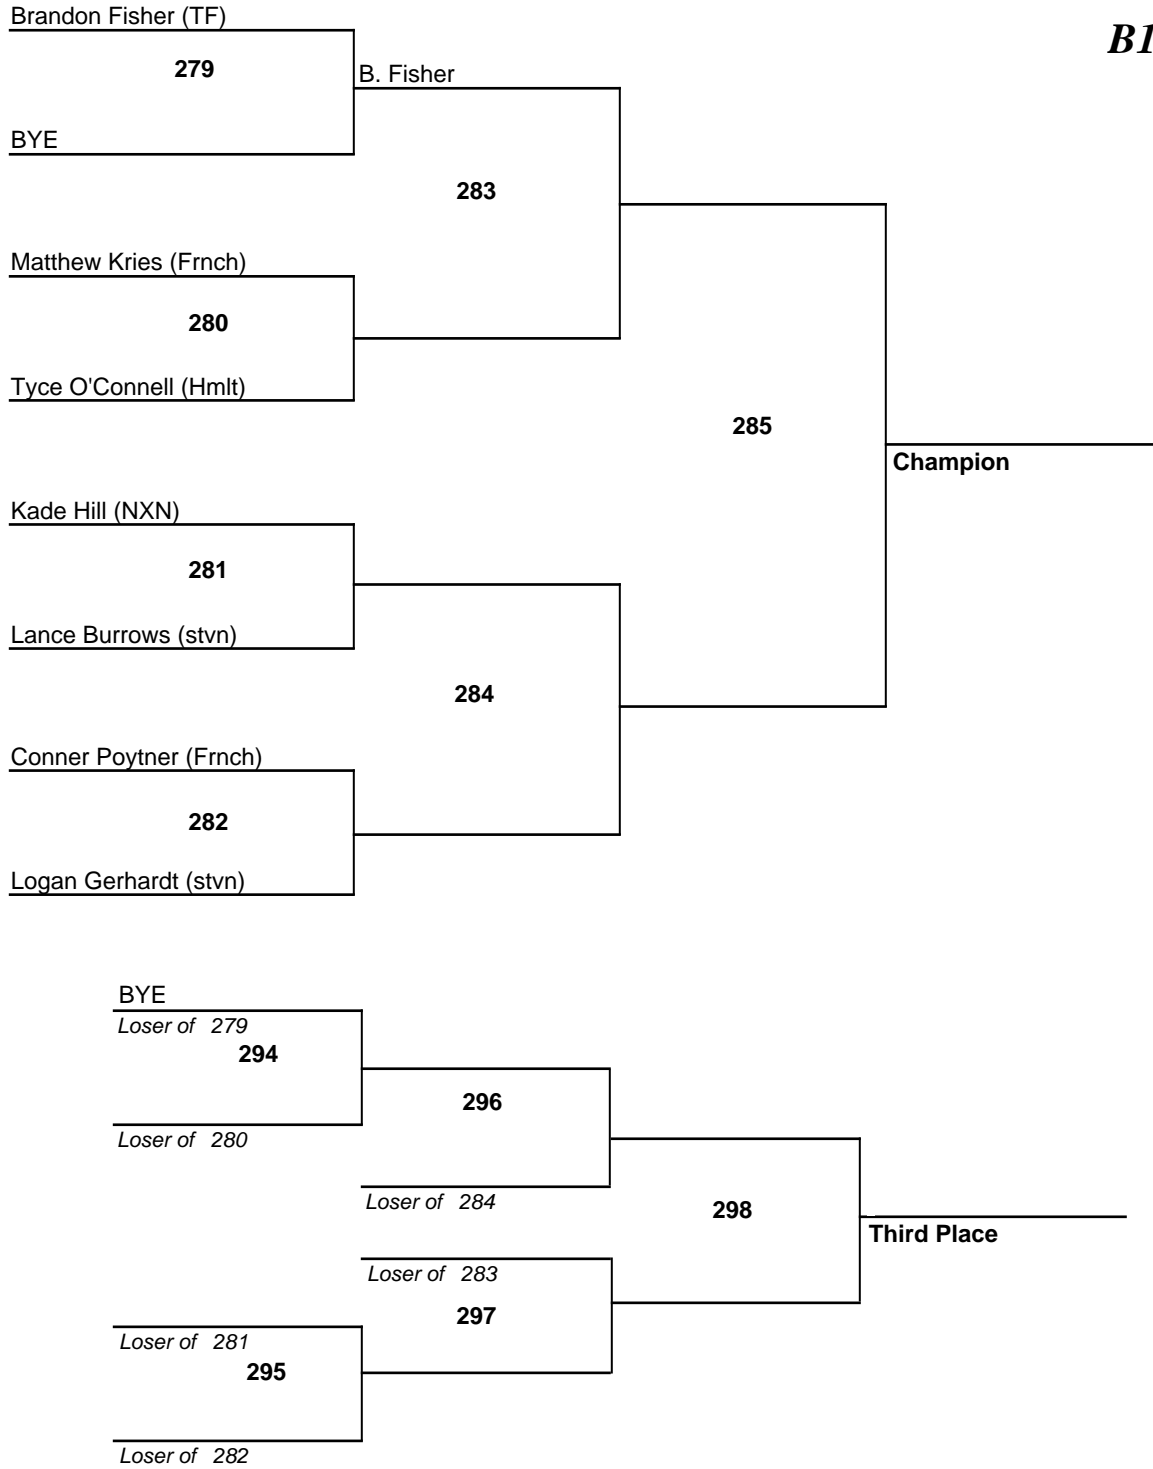 Brandon Fisher (TF)
B1
279
B. Fisher
BYE
283
Matthew Kries (Frnch)
280
Tyce O'Connell (Hmlt)
285
Champion
Kade Hill (NXN)
281
Lance Burrows (stvn)
284
Conner Poytner (Frnch)
282
Logan Gerhardt (stvn)
BYE
Loser of 279
294
296
Loser of 280
Loser of 284
298
Third Place
Loser of 283
297
Loser of 281
295
Loser of 282